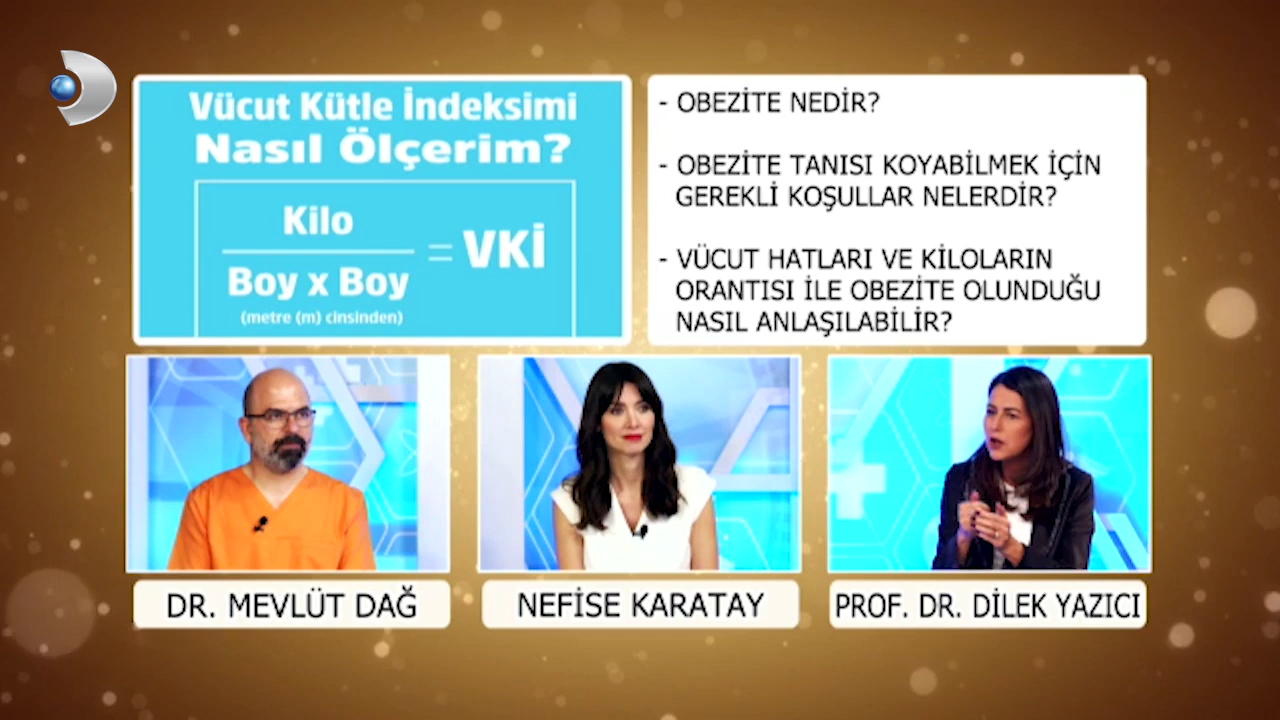 Vücut Kütle İndeksimi
Nasıl Ölçerim?
Kilo
Boy x Boy
= VKİ
(metre (m) cinsinden)
- OBEZİTE NEDİR?
- OBEZİTE TANISI KOYABİLMEK İÇİN
GEREKLİ KOŞULLAR NELERDİR?
- VÜCUT HATLARI VE KİLOLARIN
ORANTISI İLE OBEZİTE OLUNDUĞU
NASIL ANLAŞILABİLİR?
DR. MEVLÜT DAĞ
NEFİSE KARATAY
PROF. DR. DİLEK YAZICI